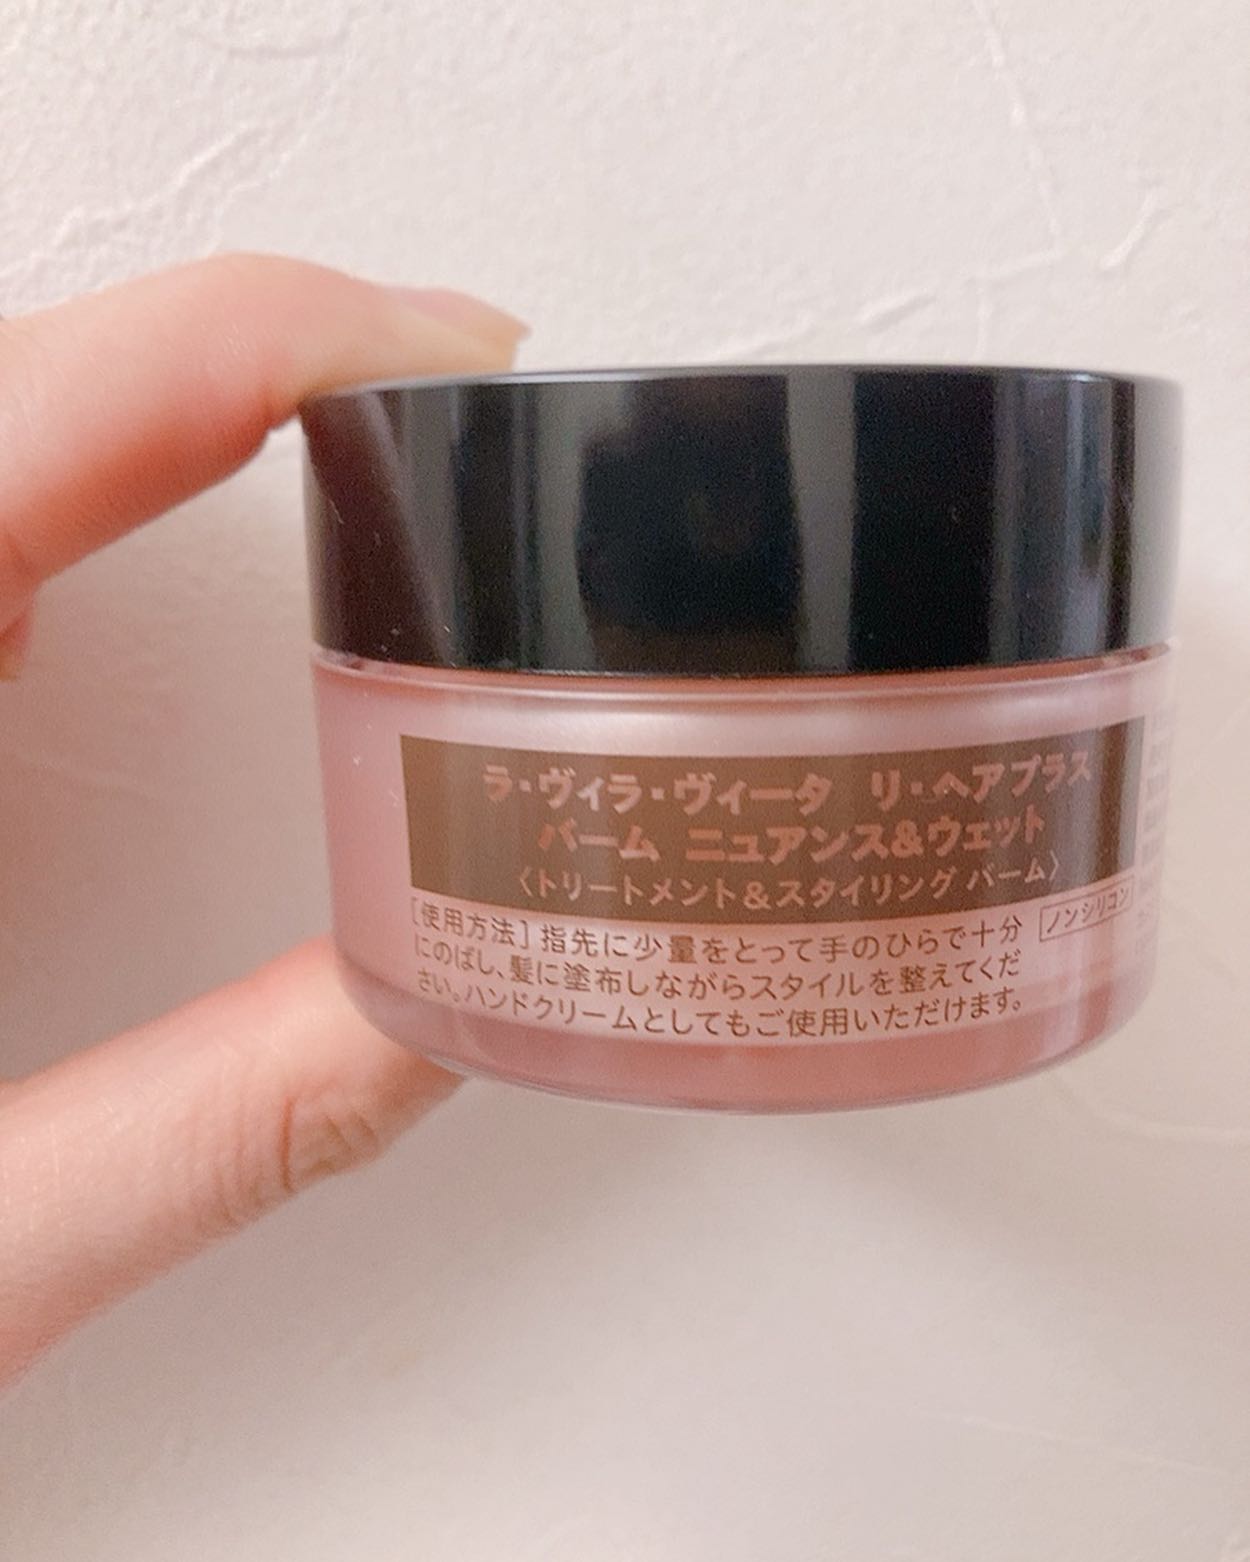 ラ・ヴィラ・ヴィータ リ・ヘアプラス
バーム ニュアンス&ウェット
〈トリートメント&スタイリング バーム〉
ノンシリコン
[使用方法] 指先に少量をとって手のひらで十分
にのばし、髪に塗布しながらスタイルを整えてくだ
さい。ハンドクリームとしてもご使用いただけます。